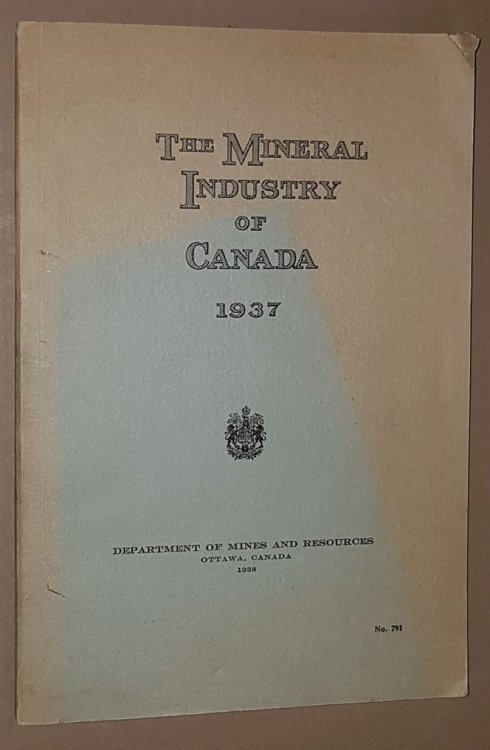 THE MINERAL
INDUSTRY
OF
CANADA
1937
DEPARTMENT OF MINES AND RESOURCES
OTTAWA, CANADA
1938
No. 791